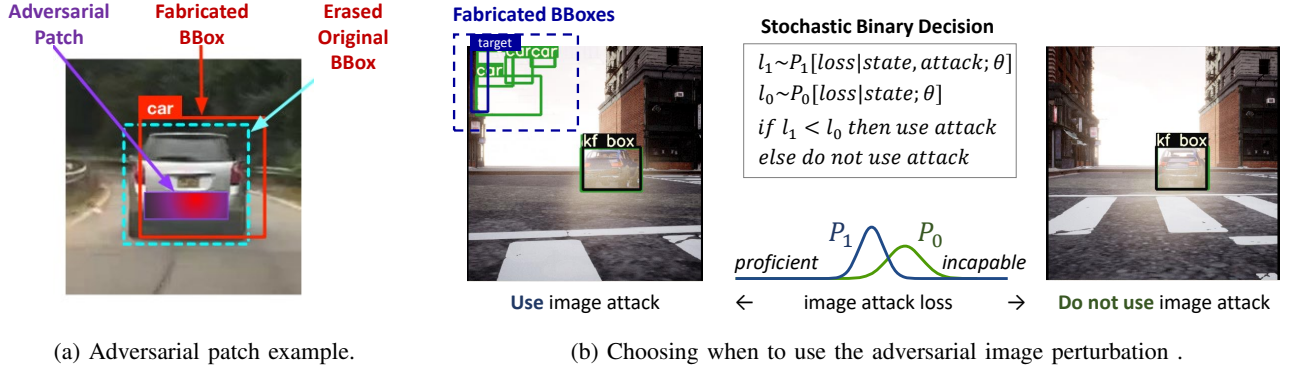 Adversarial
Patch
Fabricated
BBox
Erased
Original
BBox
car
(a) Adversarial patch example.
Fabricated BBoxes
target
carcar
car
kf_box
Use image attack
Stochastic Binary Decision
l₁~P₁[loss|state, attack; θ]
l₀~P₀[loss|state; θ]
if l₁ < l₀ then use attack
else do not use attack
P₁ P₀
proficient incapable
← image attack loss →
kf_box
Do not use image attack
(b) Choosing when to use the adversarial image perturbation .